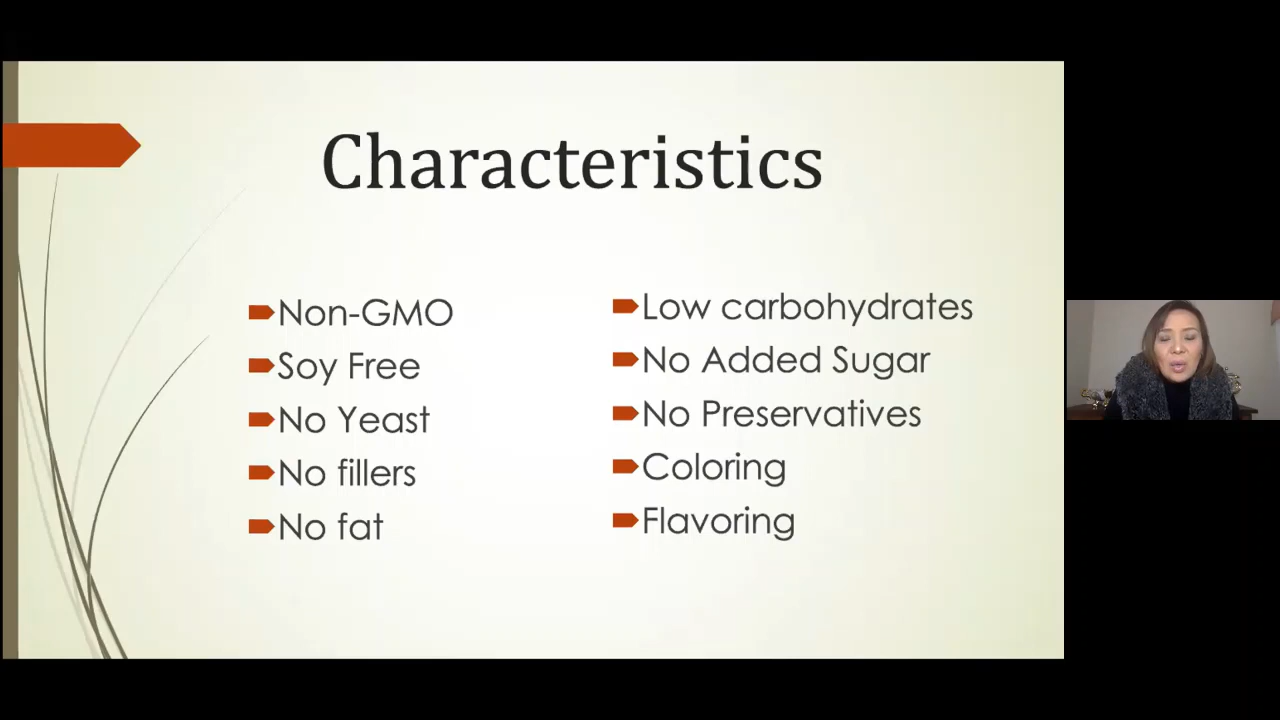 Characteristics
Non-GMO
Soy Free
No Yeast
No fillers
No fat
Low carbohydrates
No Added Sugar
No Preservatives
Coloring
Flavoring